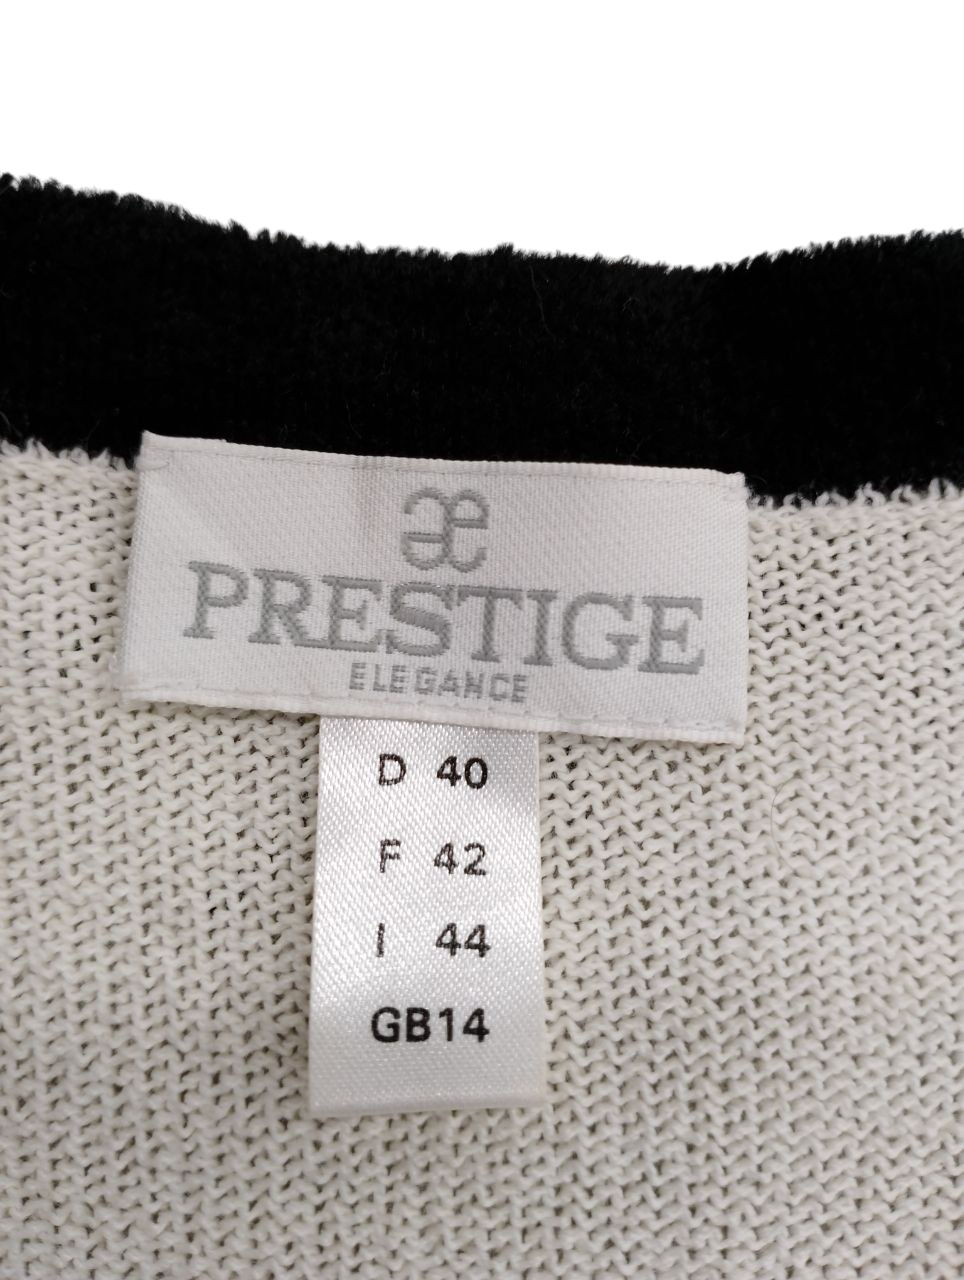 æ
PRESTIGE
ELEGANCE
D 40
F 42
I 44
GB14